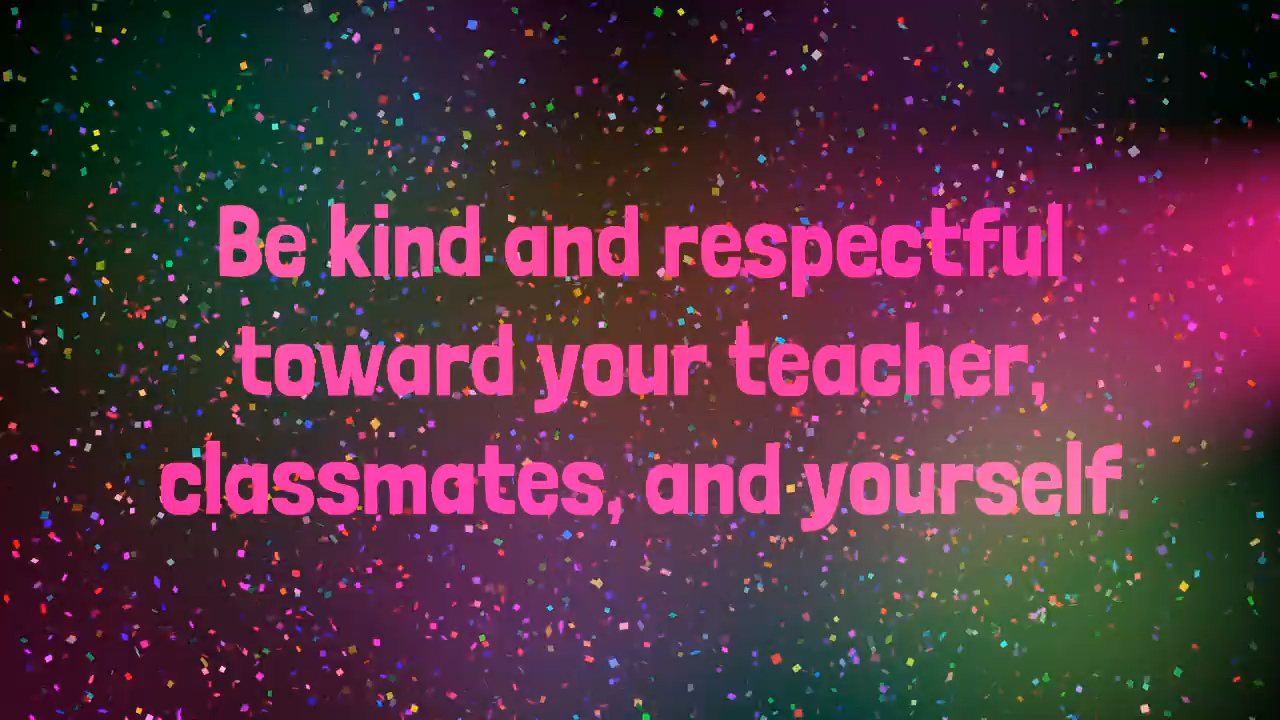 Be kind and respectful
toward your teacher,
classmates, and yourself.